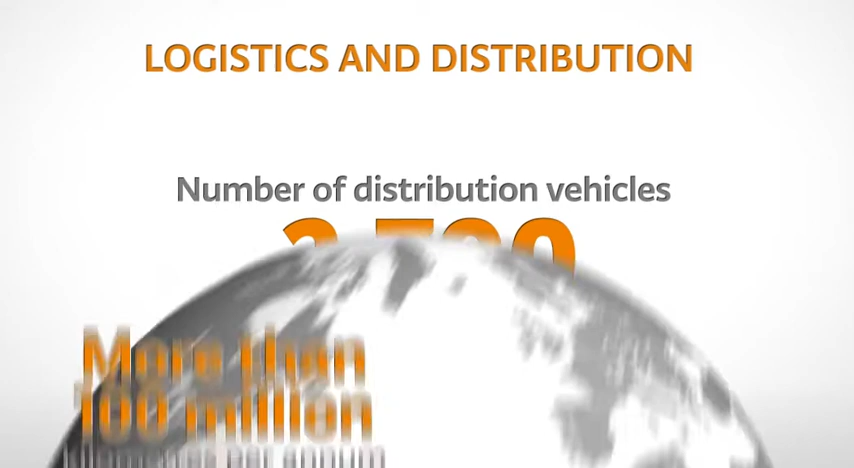 LOGISTICS AND DISTRIBUTION
Number of distribution vehicles
More than
100 million